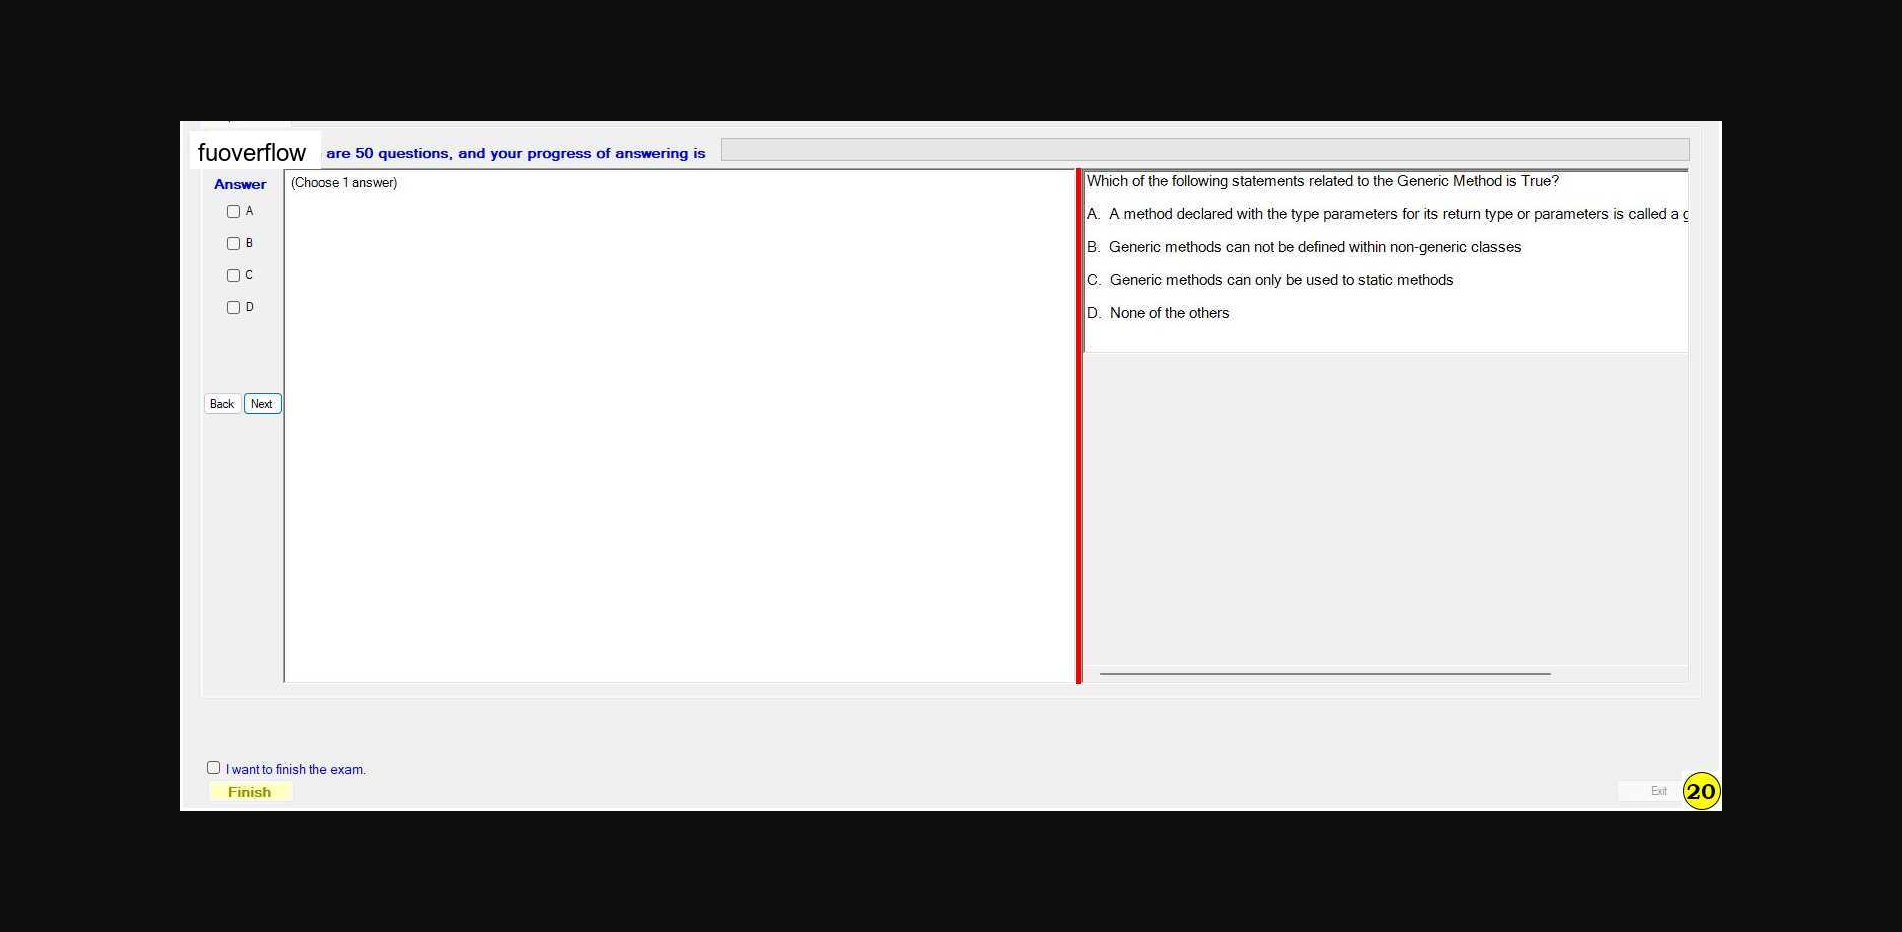 fuoverflow are 50 questions, and your progress of answering is
Answer
A
B
C
D
Back Next
(Choose 1 answer)
Which of the following statements related to the Generic Method is True?
A. A method declared with the type parameters for its return type or parameters is called a
B. Generic methods can not be defined within non-generic classes
C. Generic methods can only be used to static methods
D. None of the others
I want to finish the exam.
Finish
Exit
20